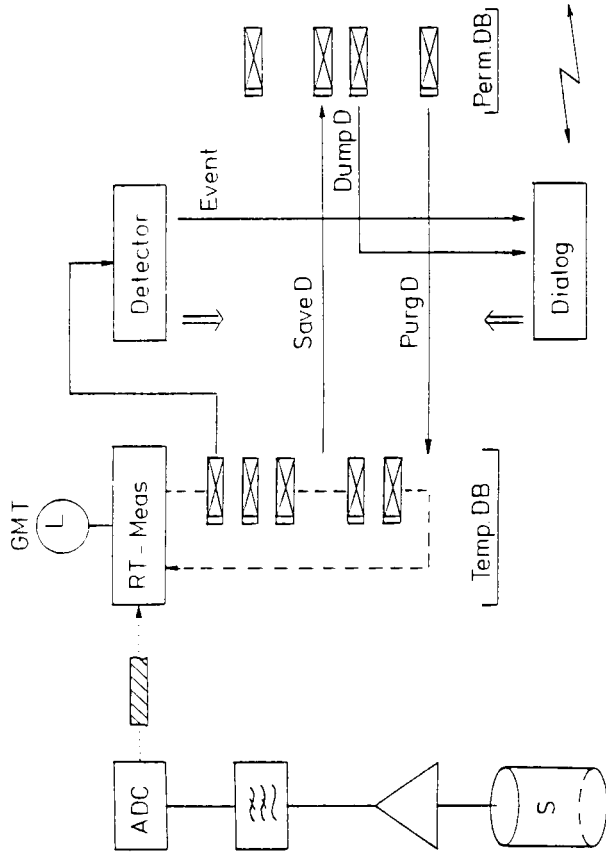 GMT
RT-Meas
ADC
S
Temp. DB
Detector
Event
Save D
Dump D
Purg D
Dialog
Perm. DB